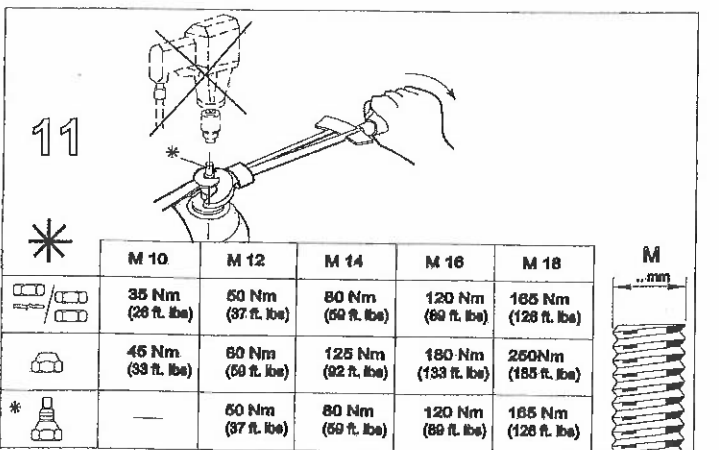 11
*
*
M 10 M 12 M 14 M 16 M 18
M
..mm
35 Nm 50 Nm 80 Nm 120 Nm 165 Nm
(26 ft. lbs) (37 ft. lbs) (59 ft. lbs) (89 ft. lbs) (126 ft. lbs)
45 Nm 80 Nm 125 Nm 180 Nm 250Nm
(33 ft. lbs) (59 ft. lbs) (92 ft. lbs) (133 ft. lbs) (185 ft. lbs)
* — 50 Nm 80 Nm 120 Nm 165 Nm
(37 ft. lbs) (59 ft. lbs) (89 ft. lbs) (126 ft. lbs)